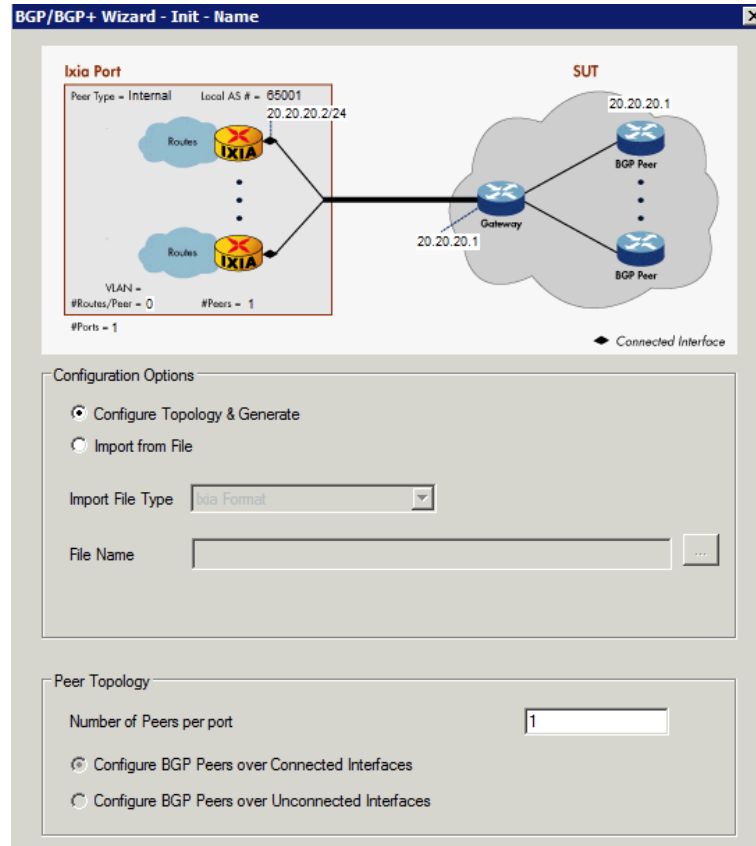 BGP/BGP+ Wizard - Init - Name
Ixia Port
SUT
Peer Type = Internal
Local AS # = 65001
20.20.20.2/24
20.20.20.1
Routes
IXIA
BGP Peer
Gateway
20.20.20.1
Routes
IXIA
BGP Peer
VLAN =
#Routes/Peer = 0
#Peers = 1
#Ports = 1
Connected Interface
Configuration Options
Configure Topology & Generate
Import from File
Import File Type
Ixia Format
File Name
...
Peer Topology
Number of Peers per port
1
Configure BGP Peers over Connected Interfaces
Configure BGP Peers over Unconnected Interfaces